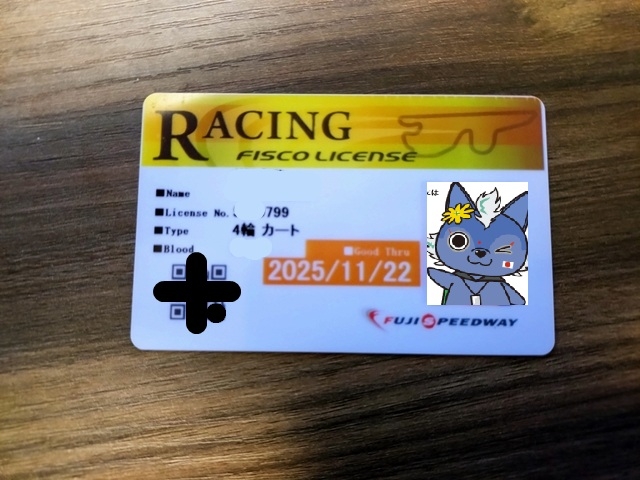 RACING
FISCO LICENSE
■Name
■License No. 799
■Type 4輪 カート
■Blood
■Good Thru
2025/11/22
FUJI SPEEDWAY